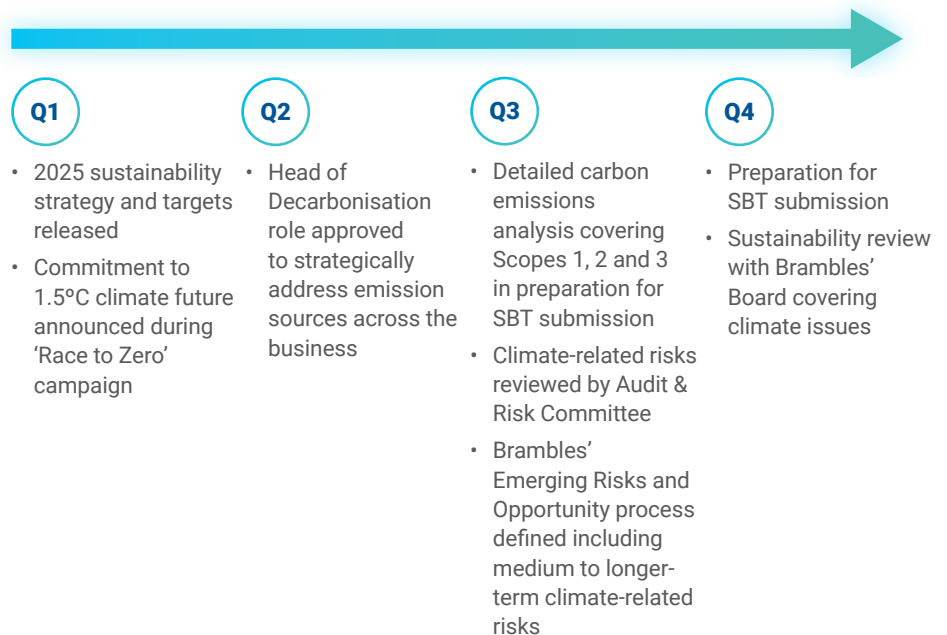 Q1
• 2025 sustainability
strategy and targets
released
• Commitment to
1.5ºC climate future
announced during
‘Race to Zero’
campaign
Q2
• Head of
Decarbonisation
role approved
to strategically
address emission
sources across the
business
Q3
• Detailed carbon
emissions
analysis covering
Scopes 1, 2 and 3
in preparation for
SBT submission
• Climate-related risks
reviewed by Audit &
Risk Committee
• Brambles’
Emerging Risks and
Opportunity process
defined including
medium to longer-
term climate-related
risks
Q4
• Preparation for
SBT submission
• Sustainability review
with Brambles’
Board covering
climate issues